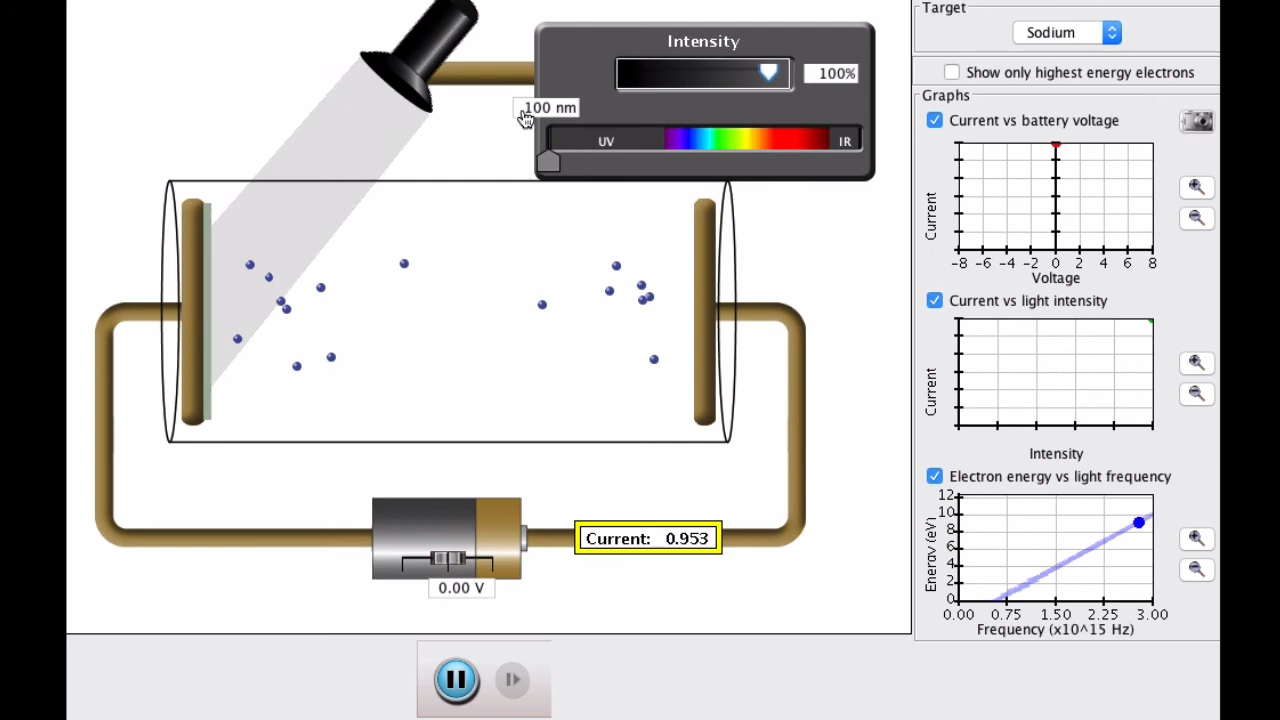 Intensity
100%
100 nm
UV
IR
Current: 0.953
0.00 V
Target
Sodium
Show only highest energy electrons
Graphs
Current vs battery voltage
Current
-8 -6 -4 -2 0 2 4 6 8
Voltage
Current vs light intensity
Current
Intensity
Electron energy vs light frequency
12
10
8
6
4
2
0
Energy (eV)
0.00 0.75 1.50 2.25 3.00
Frequency (x10^15 Hz)